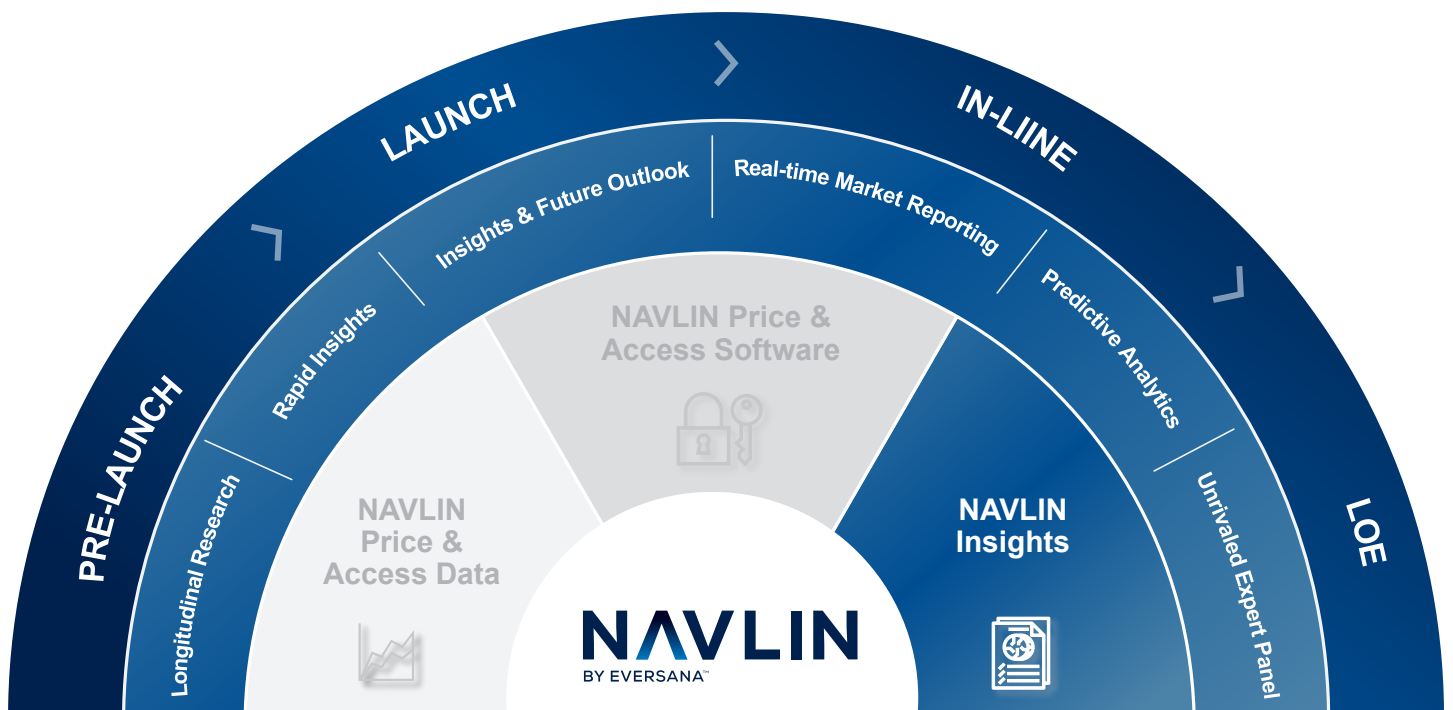 PRE-LAUNCH
LAUNCH
IN-LIINE
LOE
Longitudinal Research
Rapid Insights
Insights & Future Outlook
Real-time Market Reporting
Predictive Analytics
Unrivaled Expert Panel
NAVLIN
Price &
Access Data
NAVLIN Price &
Access Software
NAVLIN
Insights
NAVLIN
BY EVERSANA™